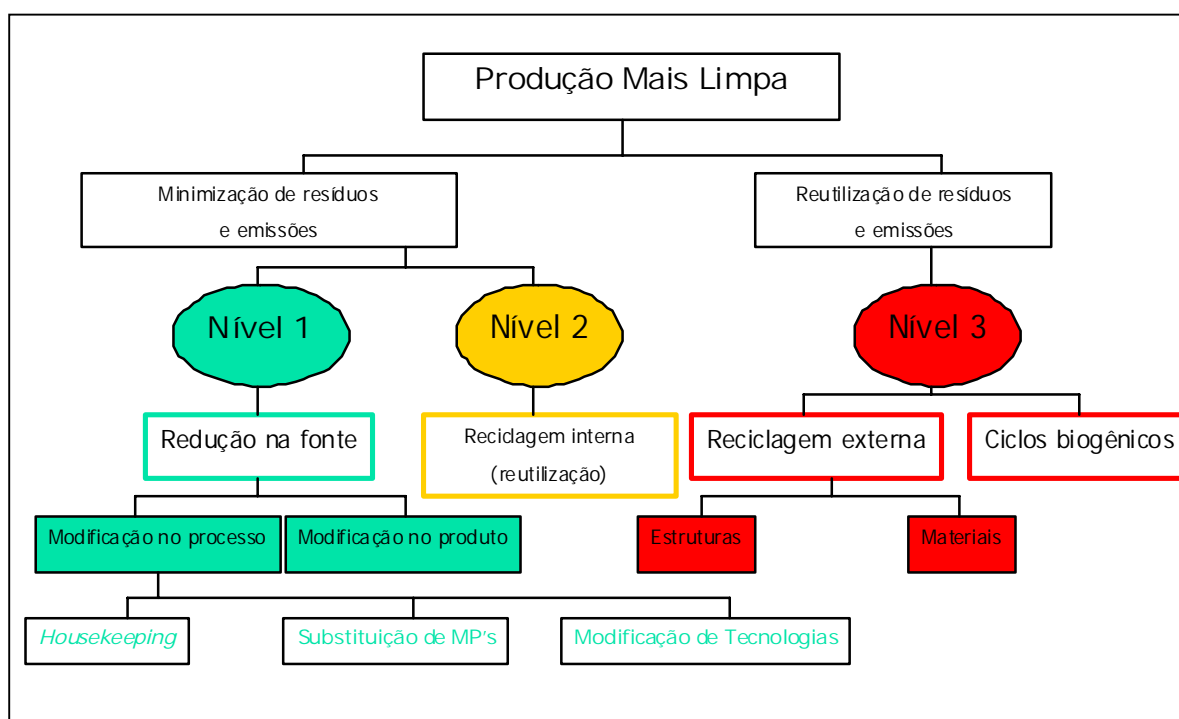 Produção Mais Limpa
Minimização de resíduos
e emissões
Reutilização de resíduos
e emissões
Nível 1
Nível 2
Nível 3
Redução na fonte
Reciclagem interna
(reutilização)
Reciclagem externa
Ciclos biogênicos
Modificação no processo
Modificação no produto
Estruturas
Materiais
Housekeeping
Substituição de MP's
Modificação de Tecnologias